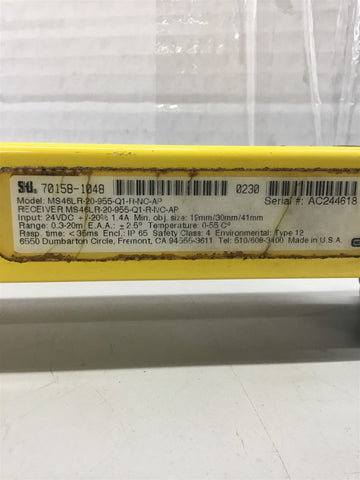 STI. 70158-1048 0230
Model: MS46LR-20-955-Q1-R-NC-AP Serial #: AC244618
RECEIVER MS46LR-20-955-Q1-R-NC-AP
Input: 24VDC +/-20% 1.4A Min. obj. size: 19mm/30mm/41mm
Range: 0.3-20m E.A.A.: ±2.5° Temperature: 0-55 C°
Resp. time: <36ms Encl.: IP 65 Safety Class: 4 Environmental: Type 12
6550 Dumbarton Circle, Fremont, CA 94555-3611 Tel: 510/608-3400 Made in U.S.A.